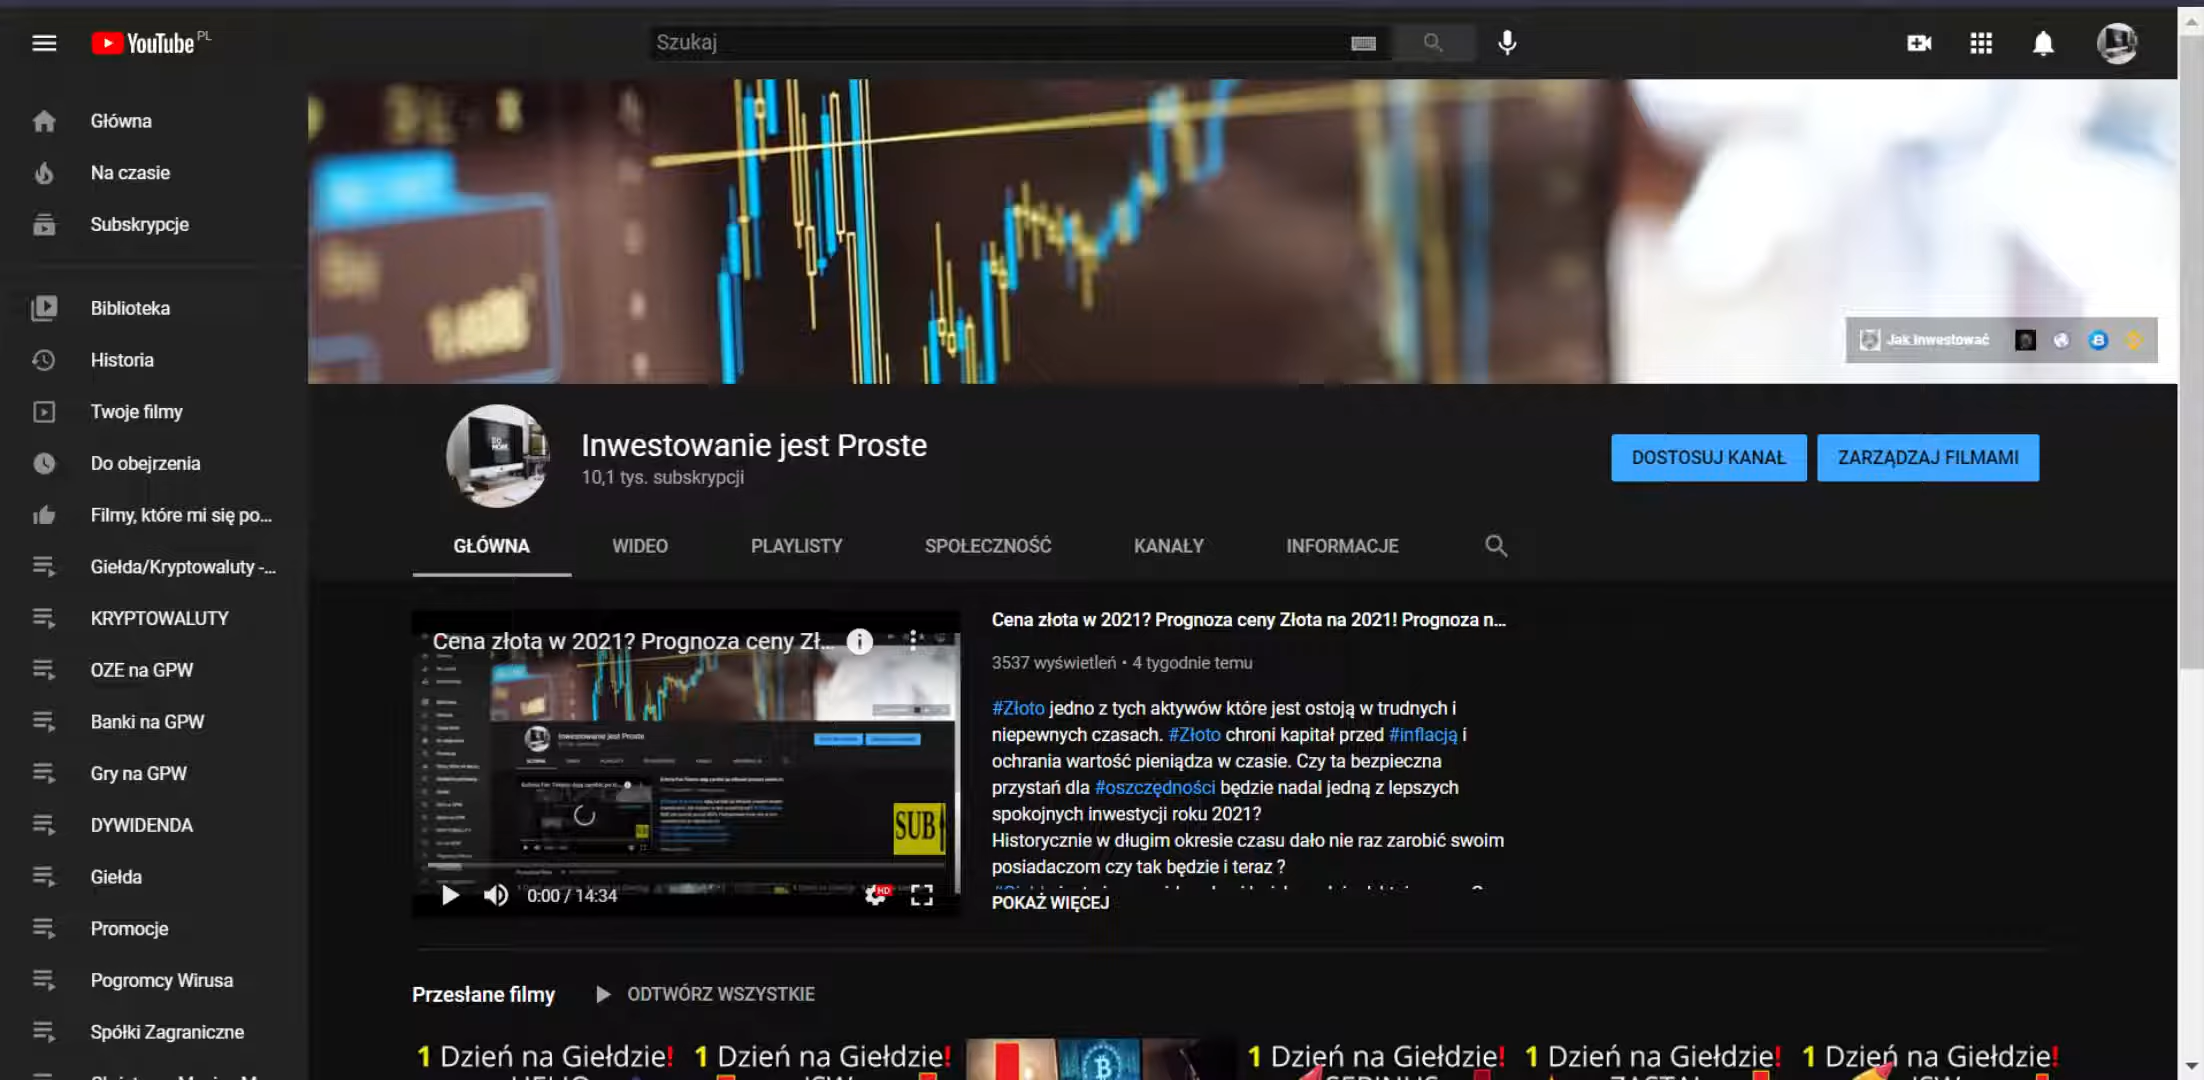 YouTube PL
Szukaj
Główna
Na czasie
Subskrypcje
Biblioteka
Historia
Twoje filmy
Do obejrzenia
Filmy, które mi się po...
Giełda/Kryptowaluty -...
KRYPTOWALUTY
OZE na GPW
Banki na GPW
Gry na GPW
DYWIDENDA
Giełda
Promocje
Pogromcy Wirusa
Spółki Zagraniczne
Jak Inwestować
Inwestowanie jest Proste
10,1 tys. subskrypcji
DOSTOSUJ KANAŁ
ZARZĄDZAJ FILMAMI
GŁÓWNA
WIDEO
PLAYLISTY
SPOŁECZNOŚĆ
KANAŁY
INFORMACJE
Cena złota w 2021? Prognoza ceny Zł...
Inwestowanie jest Proste
SUB
0:00 / 14:34
HD
Cena złota w 2021? Prognoza ceny Złota na 2021! Prognoza n...
3537 wyświetleń • 4 tygodnie temu
#Złoto jedno z tych aktywów które jest ostoją w trudnych i
niepewnych czasach. #Złoto chroni kapitał przed #inflacją i
ochrania wartość pieniądza w czasie. Czy ta bezpieczna
przystań dla #oszczędności będzie nadal jedną z lepszych
spokojnych inwestycji roku 2021?
Historycznie w długim okresie czasu dało nie raz zarobić swoim
posiadaczom czy tak będzie i teraz ?
POKAŻ WIĘCEJ
Przesłane filmy
ODTWÓRZ WSZYSTKIE
1 Dzień na Giełdzie!
1 Dzień na Giełdzie!
1 Dzień na Giełdzie!
1 Dzień na Giełdzie!
1 Dzień na Giełdzie!